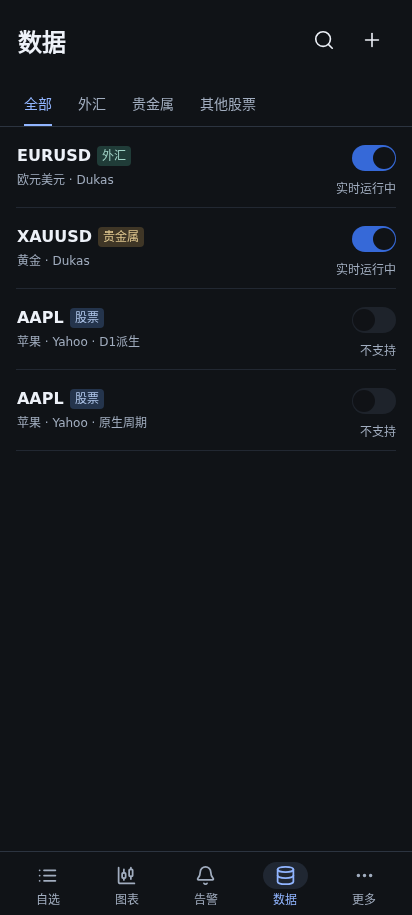 数据
全部 外汇 贵金属 其他股票
EURUSD 外汇
欧元美元 · Dukas
实时运行中
XAUUSD 贵金属
黄金 · Dukas
实时运行中
AAPL 股票
苹果 · Yahoo · D1派生
不支持
AAPL 股票
苹果 · Yahoo · 原生周期
不支持
自选 图表 告警 数据 更多